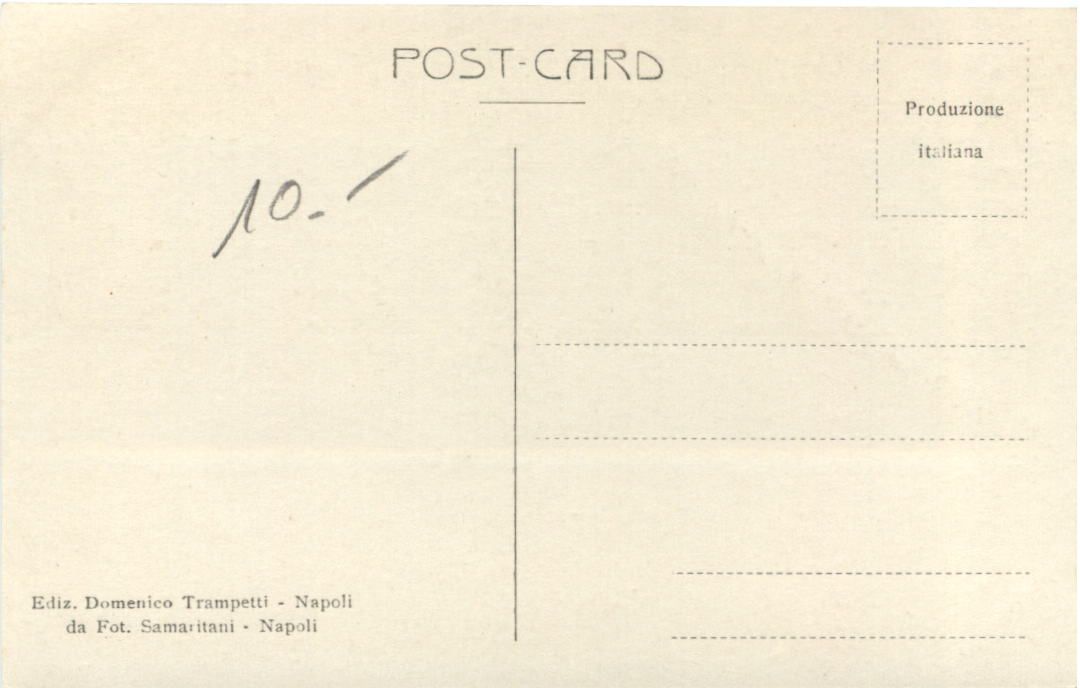 POST-CARD
Produzione
italiana
10.-
Ediz. Domenico Trampetti - Napoli
da Fot. Samaritani - Napoli